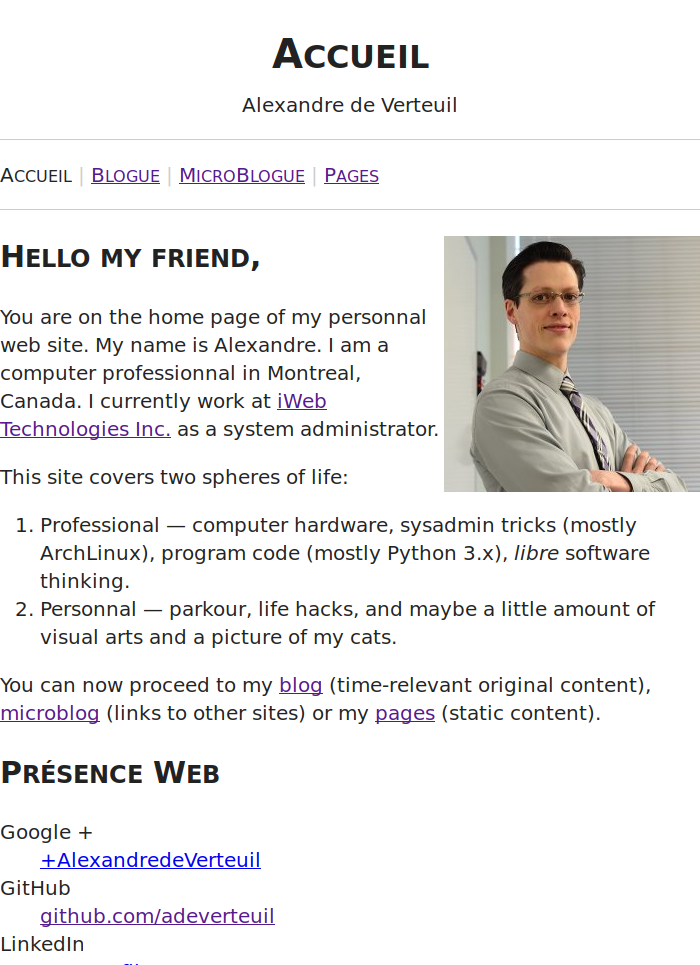 Accueil
Alexandre de Verteuil
Accueil | Blogue | MicroBlogue | Pages
Hello my friend,
You are on the home page of my personnal
web site. My name is Alexandre. I am a
computer professionnal in Montreal,
Canada. I currently work at iWeb
Technologies Inc. as a system administrator.
This site covers two spheres of life:
1. Professional — computer hardware, sysadmin tricks (mostly
ArchLinux), program code (mostly Python 3.x), libre software
thinking.
2. Personnal — parkour, life hacks, and maybe a little amount of
visual arts and a picture of my cats.
You can now proceed to my blog (time-relevant original content),
microblog (links to other sites) or my pages (static content).
Présence Web
Google +
+AlexandredeVerteuil
GitHub
github.com/adeverteuil
LinkedIn